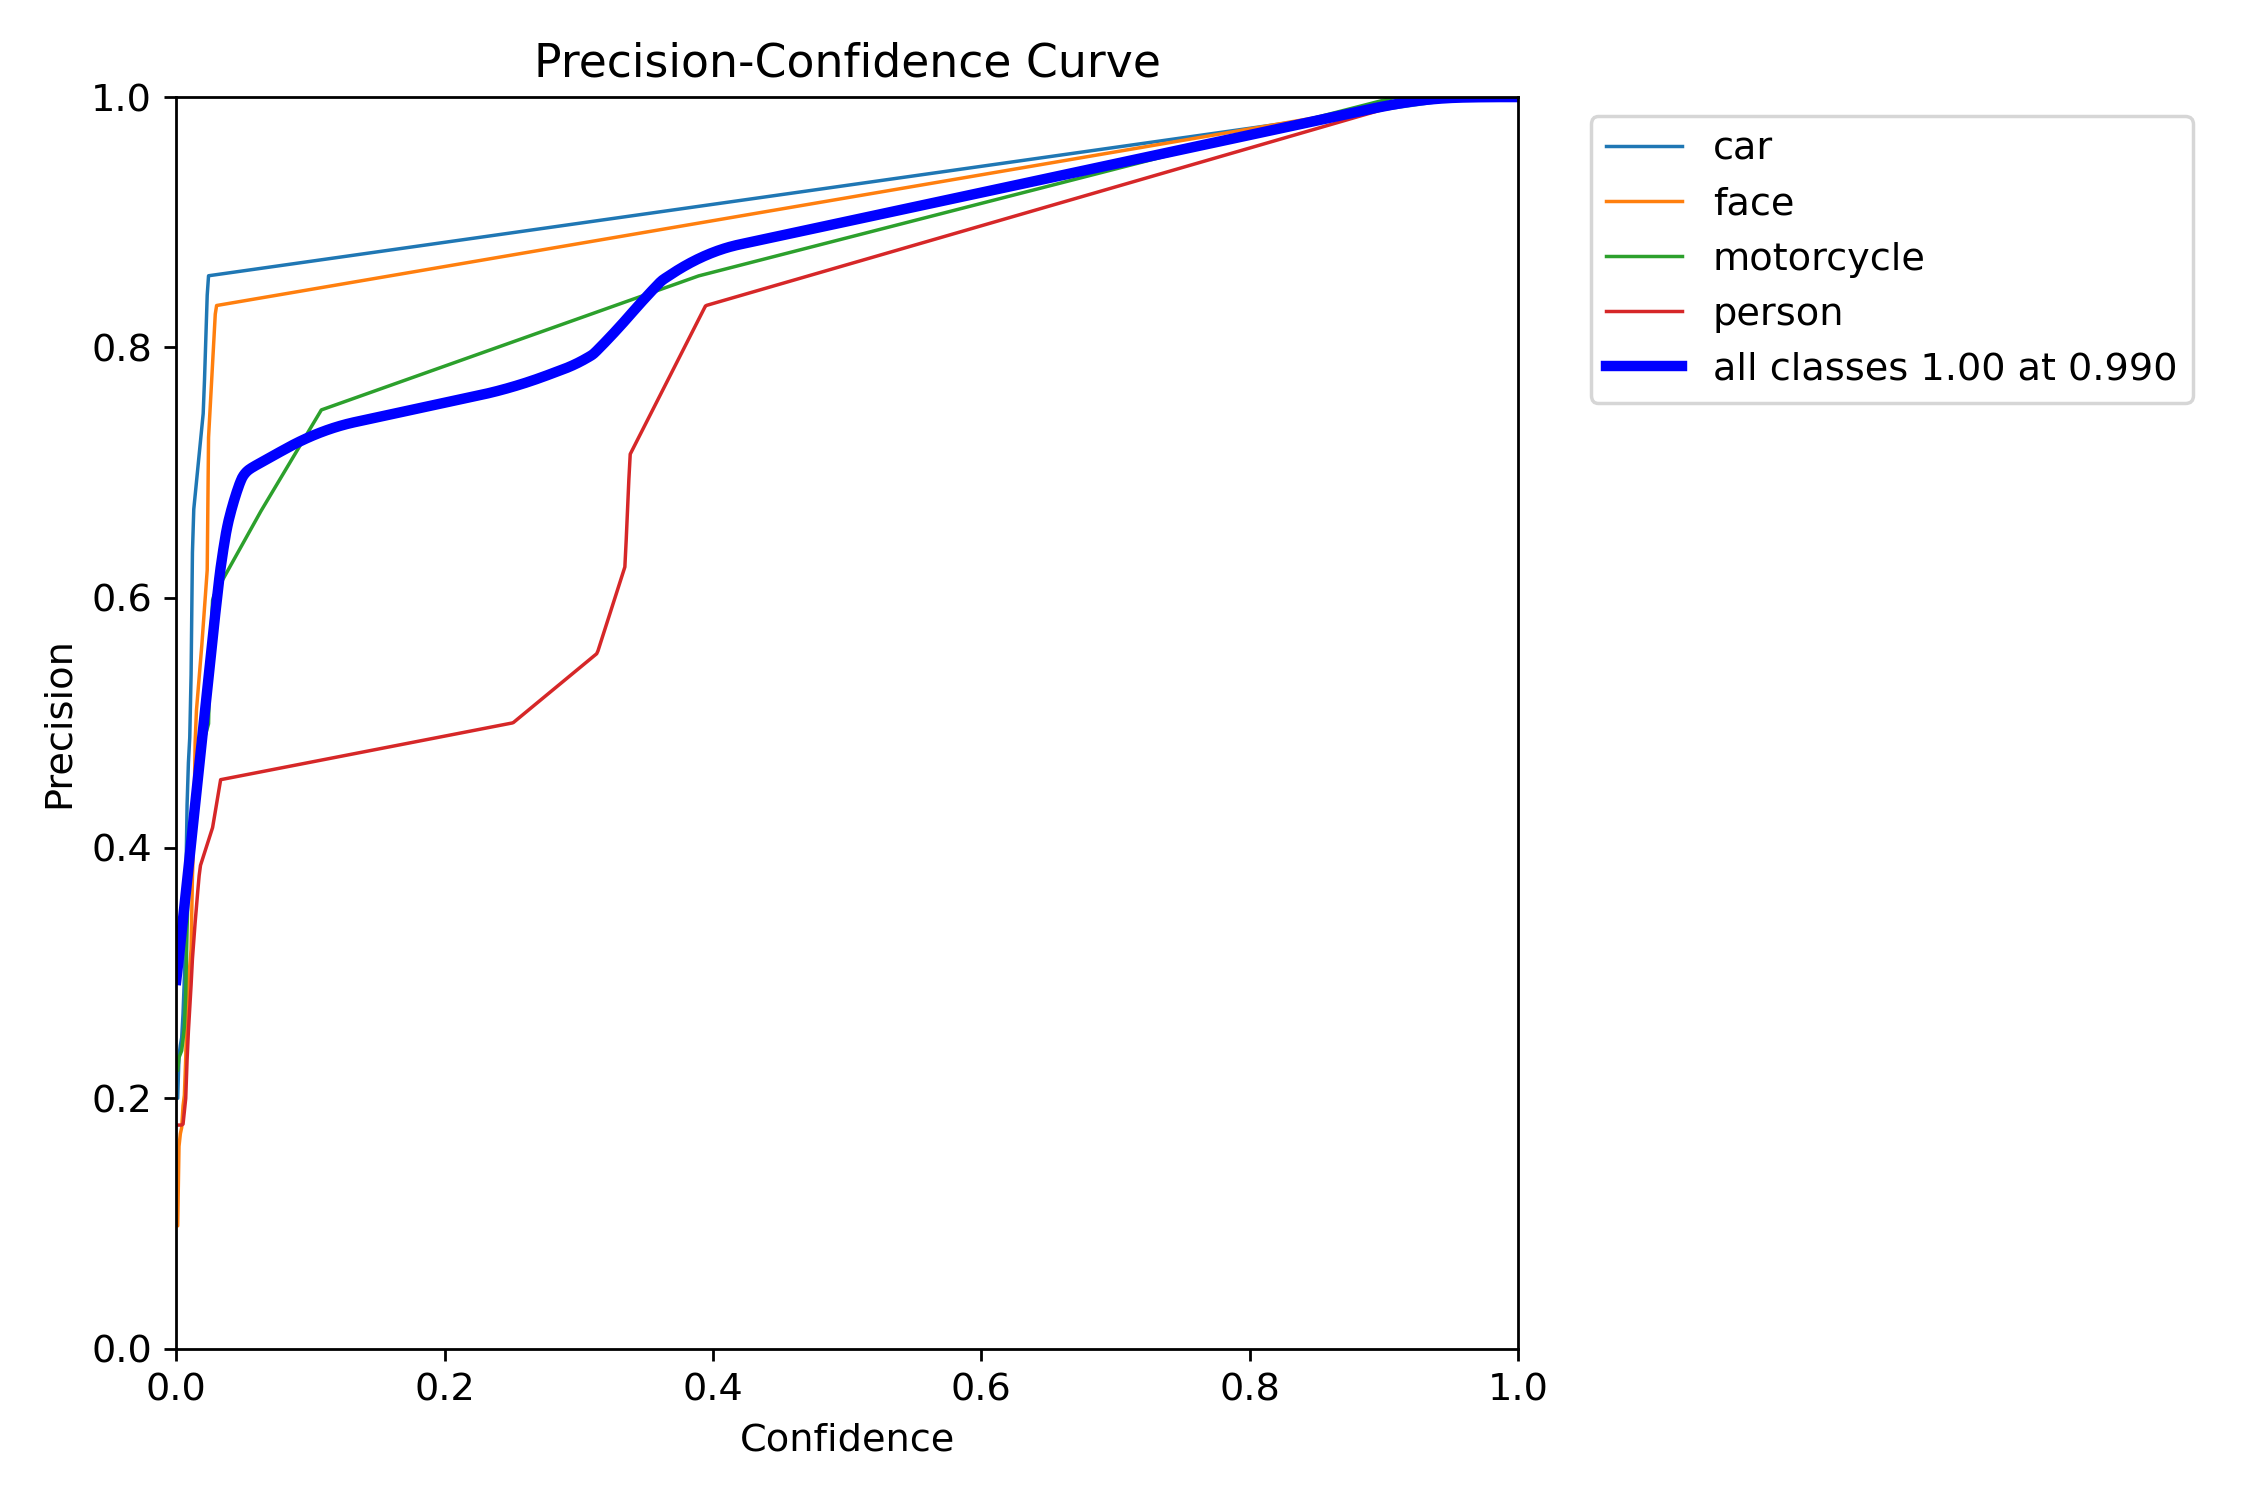 Precision-Confidence Curve
1.0
0.8
0.6
0.4
0.2
0.0
Precision
0.0 0.2 0.4 0.6 0.8 1.0
Confidence
car
face
motorcycle
person
all classes 1.00 at 0.990